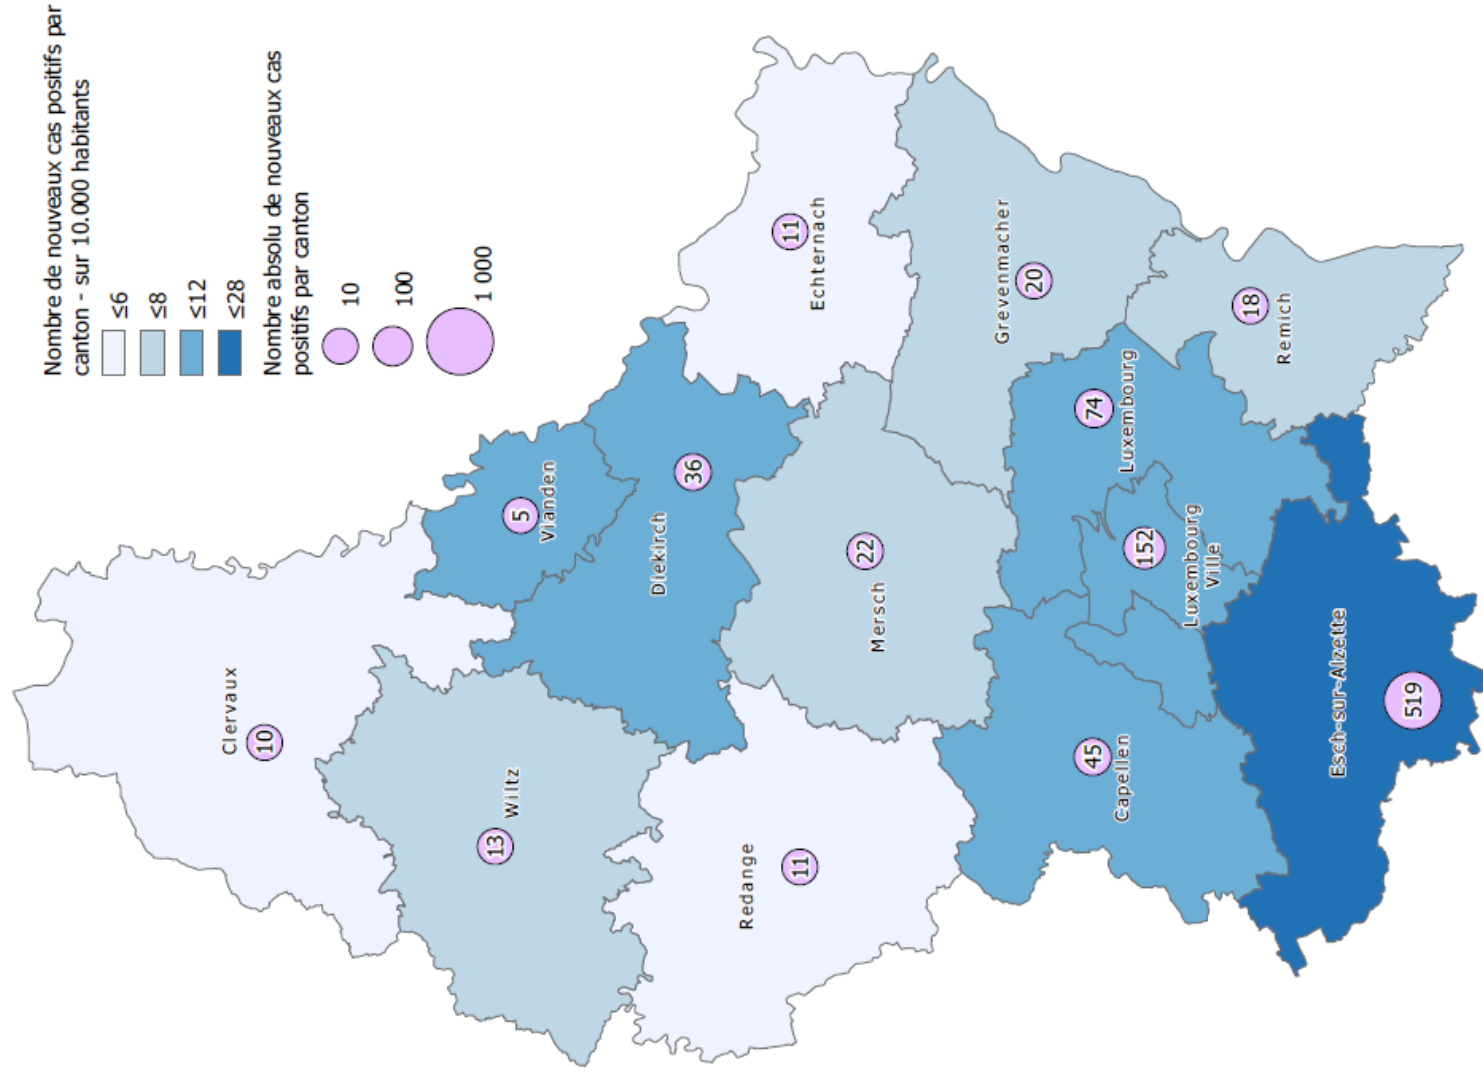 Nombre de nouveaux cas positifs par
canton - sur 10.000 habitants
≤6
≤8
≤12
≤28
Nombre absolu de nouveaux cas
positifs par canton
10
100
1 000
Clervaux
10
Wiltz
13
5
Vianden
Diekirch
36
Redange
11
Mersch
22
11
Echternach
Grevenmacher
20
45
Capellen
152
Luxembourg
Ville
74
Luxembourg
18
Remich
Esch-sur-Alzette
519